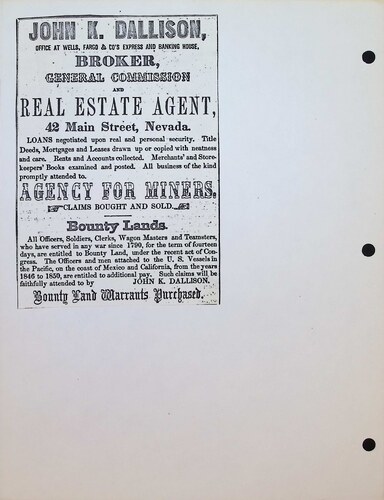 JOHN K. DALLISON,
OFFICE AT WELLS, FARGO & CO'S EXPRESS AND BANKING HOUSE,
BROKER,
GENERAL COMMISSION
AND
REAL ESTATE AGENT,
42 Main Street, Nevada.
LOANS negotiated upon real and personal security. Title
Deeds, Mortgages and Leases drawn up or copied with neatness
and care. Rents and Accounts collected. Merchants' and Store-
keepers' Books examined and posted. All business of the kind
promptly attended to.
AGENCY FOR MINERS.
CLAIMS BOUGHT AND SOLD.
Bounty Lands.
All Officers, Soldiers, Clerks, Wagon Masters and Teamsters,
who have served in any war since 1790, for the term of fourteen
days, are entitled to Bounty Land, under the recent act of Con-
gress. The Officers and men attached to the U. S. Vessels in
the Pacific, on the coast of Mexico and California, from the years
1846 to 1850, are entitled to additional pay. Such claims will be
faithfully attended to by JOHN K. DALLISON.
Bounty Land Warrants Purchased.